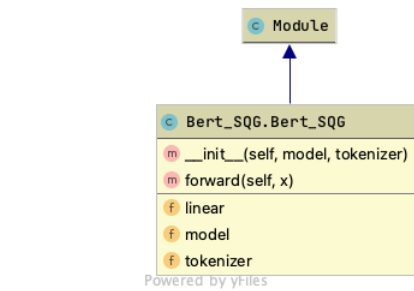 c Module
c Bert_SQG.Bert_SQG
m __init__(self, model, tokenizer)
m forward(self, x)
f linear
f model
f tokenizer
Powered by yFiles